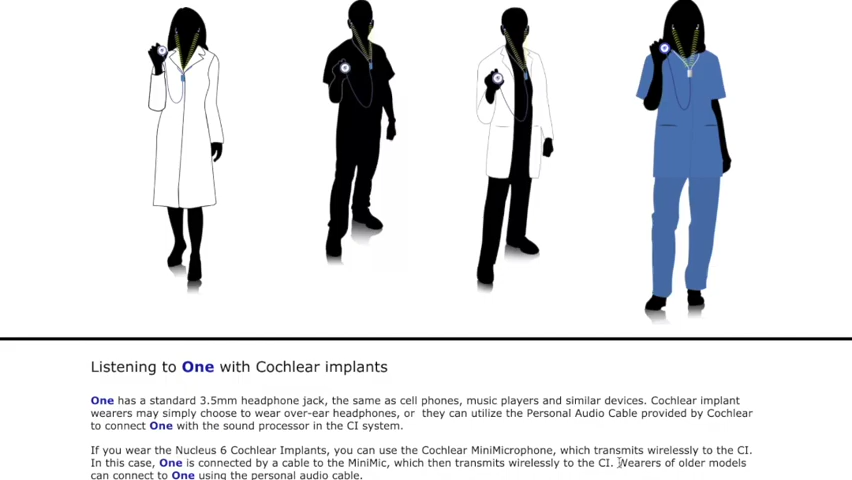 Listening to One with Cochlear implants
One has a standard 3.5mm headphone jack, the same as cell phones, music players and similar devices. Cochlear implant
wearers may simply choose to wear over-ear headphones, or they can utilize the Personal Audio Cable provided by Cochlear
to connect One with the sound processor in the CI system.
If you wear the Nucleus 6 Cochlear Implants, you can use the Cochlear MiniMicrophone, which transmits wirelessly to the CI.
In this case, One is connected by a cable to the MiniMic, which then transmits wirelessly to the CI. Wearers of older models
can connect to One using the personal audio cable.